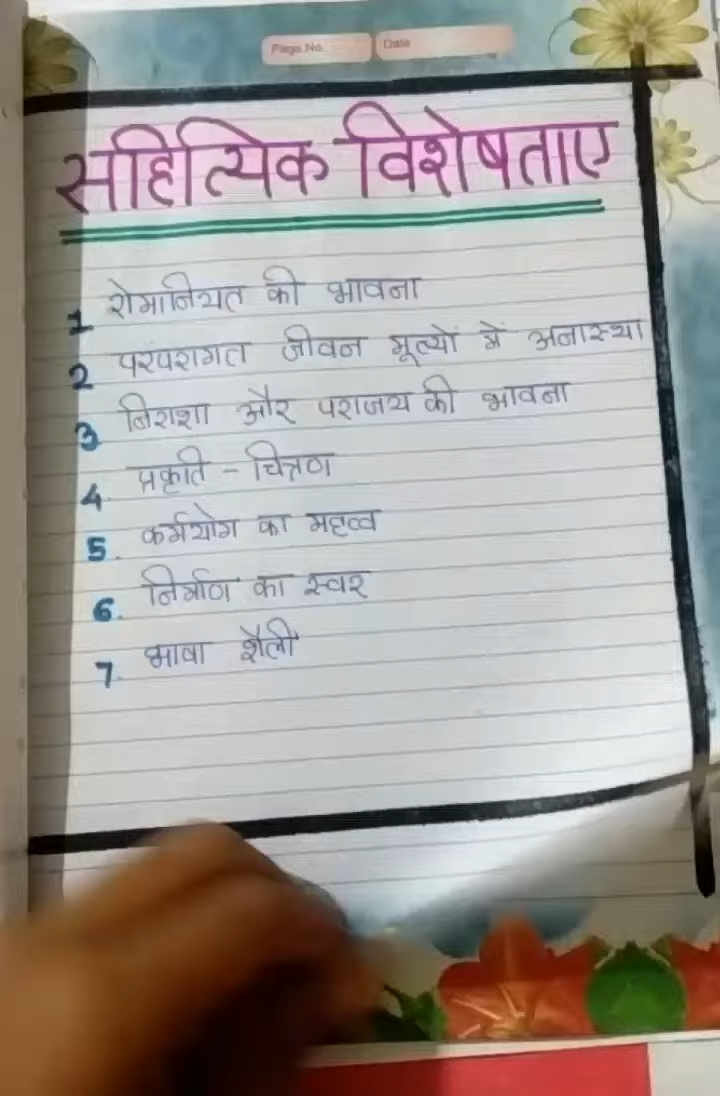 Page No.
Date
सहित्यिक विशेषताए
1 रोमानियत की भावना
2 परंपरागत जीवन मूल्यों में अनास्था
3 निराशा और पराजय की भावना
4. प्रकृति - चित्रण
5. कर्मयोग का महत्व
6. निर्माण का स्वर
7. भाषा शैली